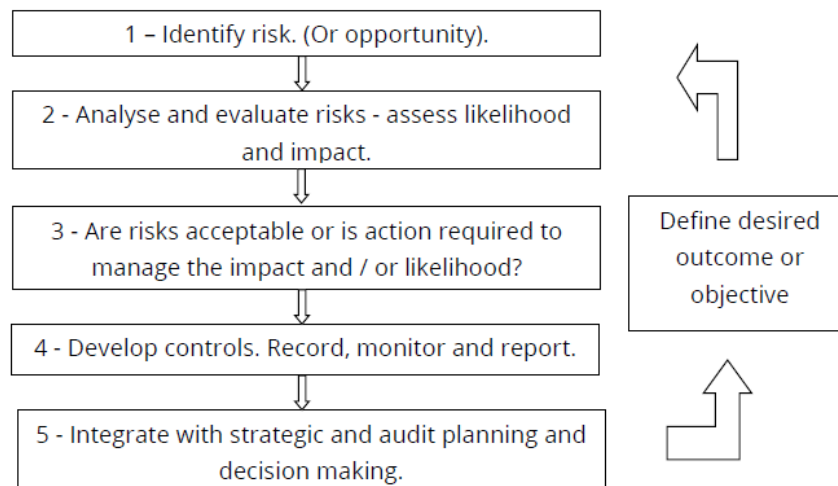 1 – Identify risk. (Or opportunity).
2 - Analyse and evaluate risks - assess likelihood
and impact.
3 - Are risks acceptable or is action required to
manage the impact and / or likelihood?
4 - Develop controls. Record, monitor and report.
5 - Integrate with strategic and audit planning and
decision making.
Define desired
outcome or
objective